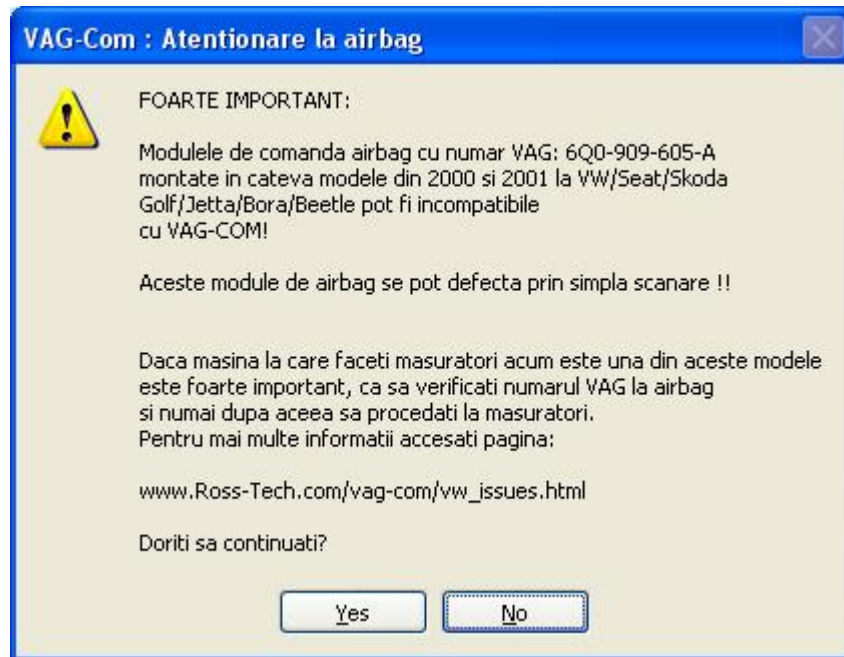 VAG-Com : Atentionare la airbag
FOARTE IMPORTANT:
Modulele de comanda airbag cu numar VAG: 6Q0-909-605-A
montate in cateva modele din 2000 si 2001 la VW/Seat/Skoda
Golf/Jetta/Bora/Beetle pot fi incompatibile
cu VAG-COM!
Aceste module de airbag se pot defecta prin simpla scanare !!
Daca masina la care faceti masuratori acum este una din aceste modele
este foarte important, ca sa verificati numarul VAG la airbag
si numai dupa aceea sa procedati la masuratori.
Pentru mai multe informatii accesati pagina:
www.Ross-Tech.com/vag-com/vw_issues.html
Doriti sa continuati?
Yes No